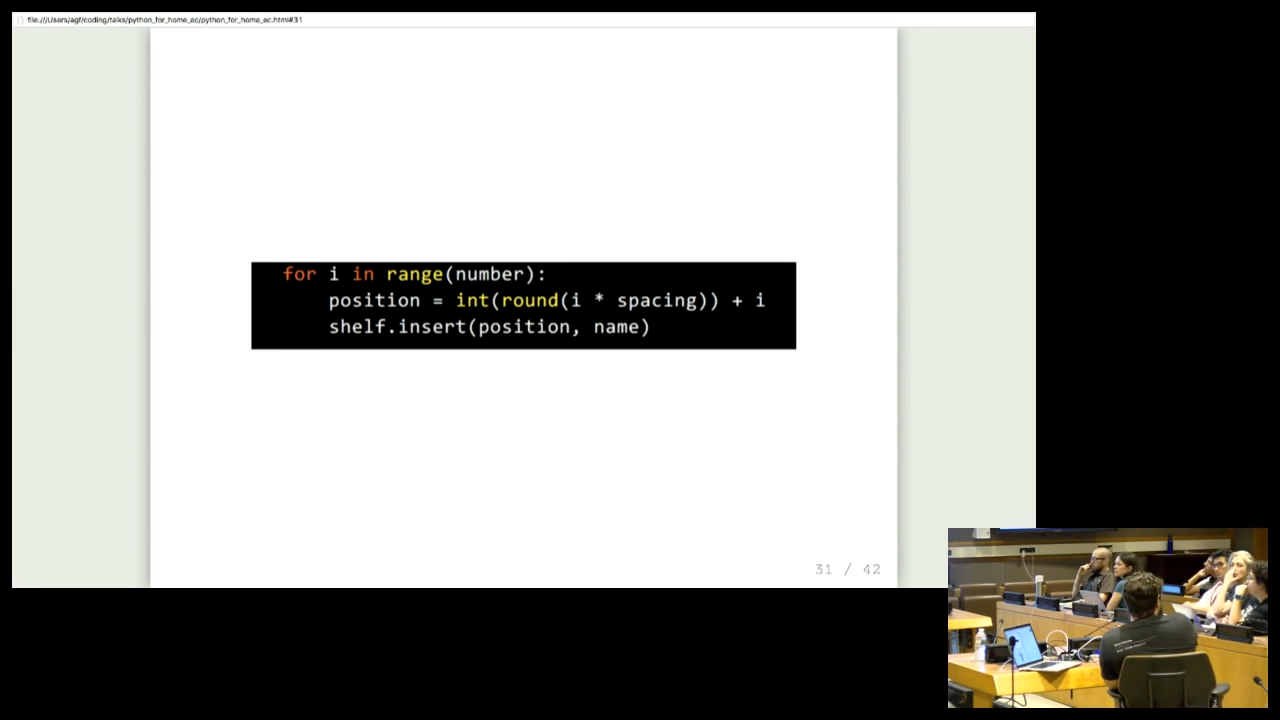 file:///Users/agf/coding/talks/python_for_home_ec/python_for_home_ec.html#31
for i in range(number):
position = int(round(i * spacing)) + i
shelf.insert(position, name)
31 / 42